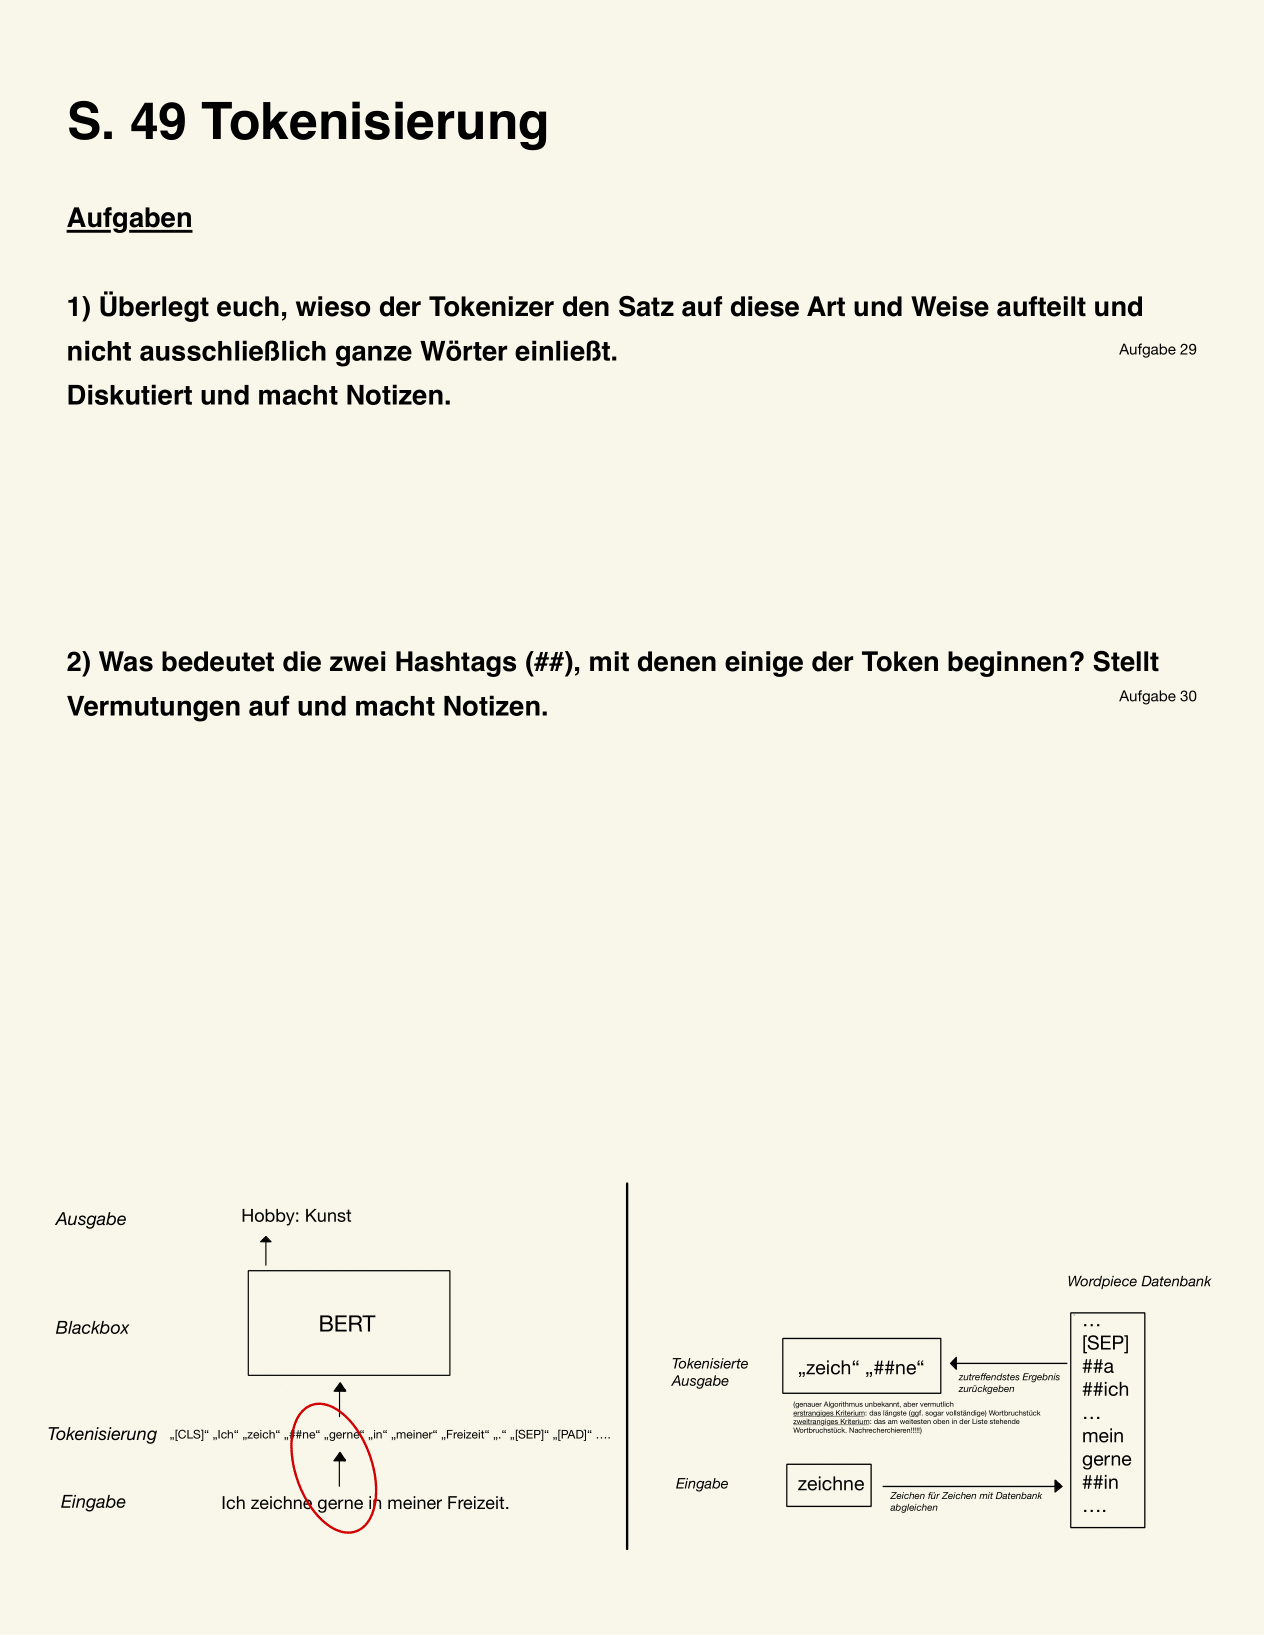 S. 49 Tokenisierung
Aufgaben
1) Überlegt euch, wieso der Tokenizer den Satz auf diese Art und Weise aufteilt und
nicht ausschließlich ganze Wörter einließt.
Aufgabe 29
Diskutiert und macht Notizen.
2) Was bedeutet die zwei Hashtags (##), mit denen einige der Token beginnen? Stellt
Vermutungen auf und macht Notizen.
Aufgabe 30
Ausgabe
Hobby: Kunst
Blackbox
BERT
Tokenisierung
„[CLS]“ „Ich“ „zeich“ „##ne“ „gerne“ „in“ „meiner“ „Freizeit“ „.“ „[SEP]“ „[PAD]“ ….
Eingabe
Ich zeichne gerne in meiner Freizeit.
Wordpiece Datenbank
…
[SEP]
##a
##ich
…
mein
gerne
##in
….
Tokenisierte
Ausgabe
„zeich“ „##ne“
zutreffendstes Ergebnis
zurückgeben
(genauer Algorithmus unbekannt, aber vermutlich
erstrangiges Kriterium: das längste (ggf. sogar vollständige) Wortbruchstück
zweitrangiges Kriterium: das am weitesten oben in der Liste stehende
Wortbruchstück. Nachrecherchieren!!!!!)
Eingabe
zeichne
Zeichen für Zeichen mit Datenbank
abgleichen